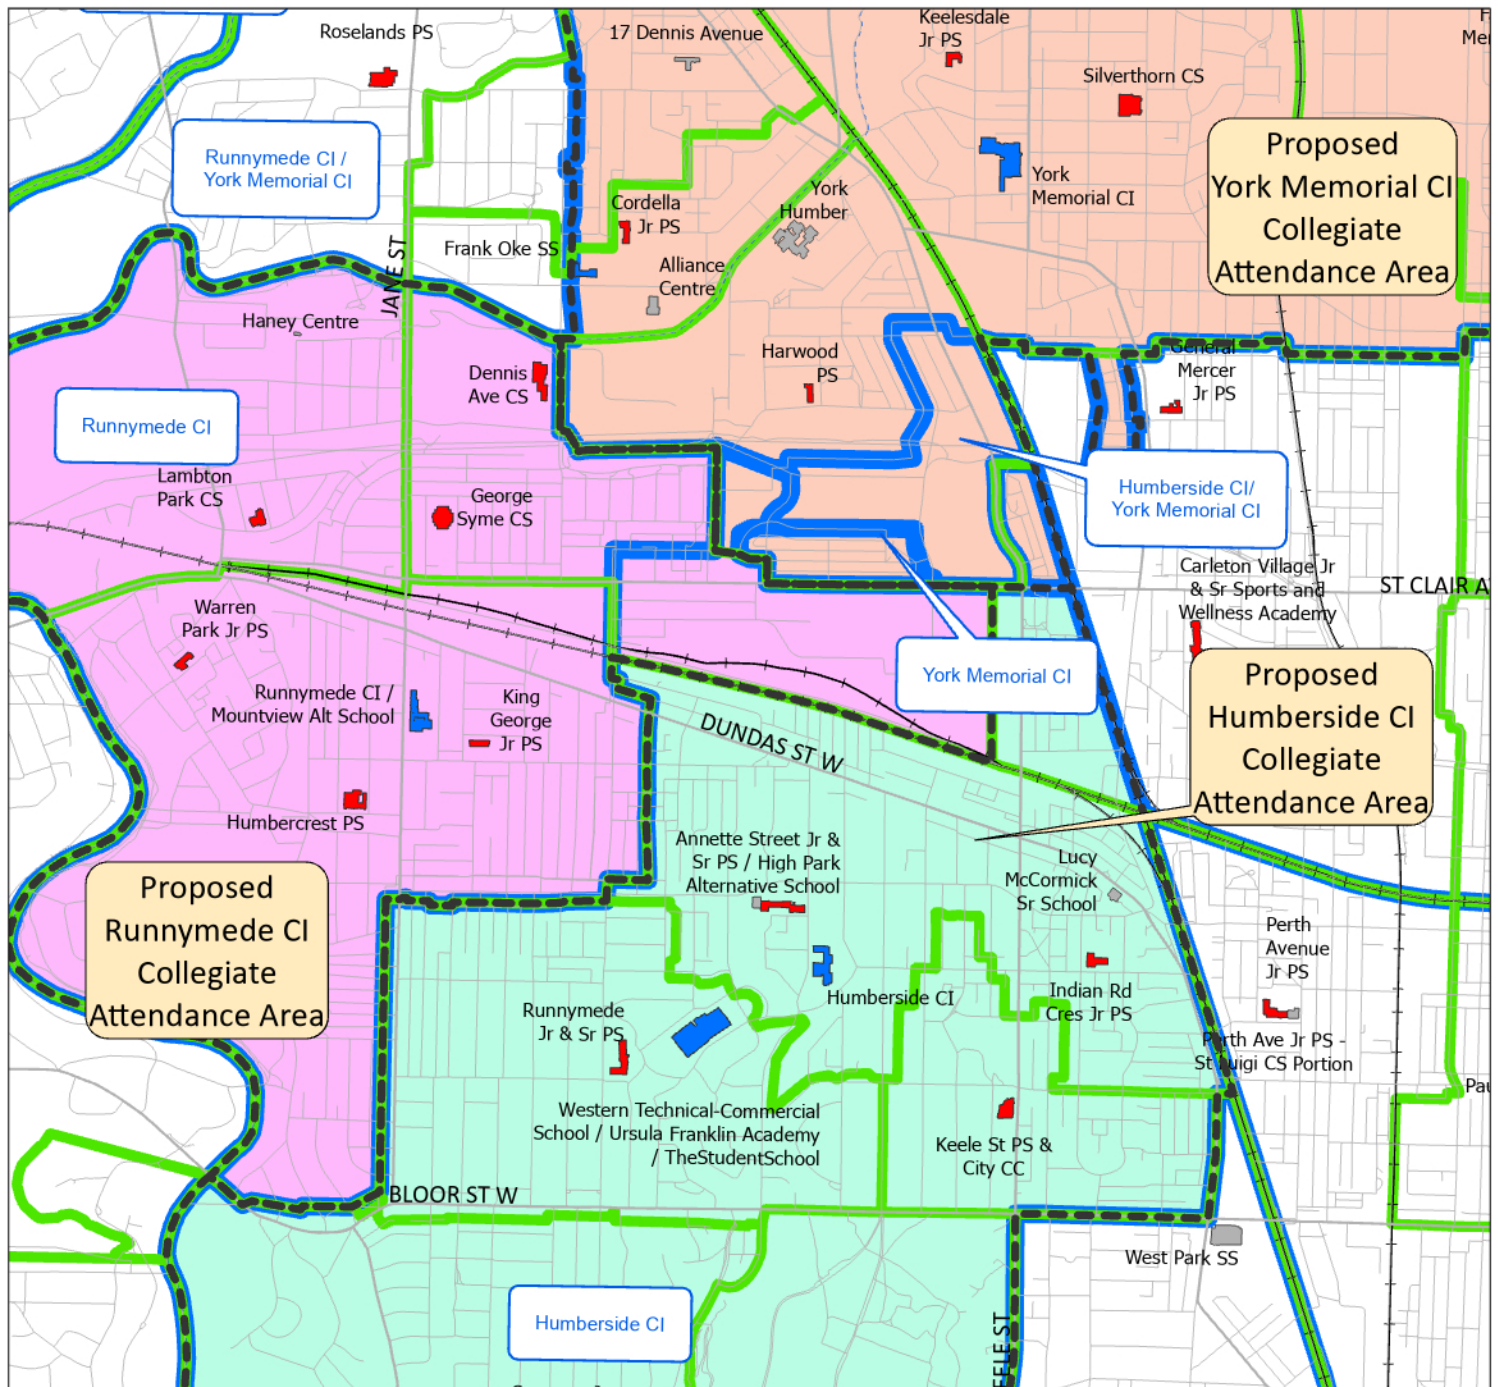 Roselands PS
17 Dennis Avenue
Keelesdale
Jr PS
Silverthorn CS
Runnymede CI /
York Memorial CI
York
Memorial CI
Proposed
York Memorial CI
Collegiate
Attendance Area
Cordella
Jr PS
York
Humber
Frank Oke SS
Alliance
Centre
JANE ST
Haney Centre
Harwood
PS
General
Mercer
Jr PS
Dennis
Ave CS
Runnymede CI
Lambton
Park CS
George
Syme CS
Humberside CI/
York Memorial CI
Carleton Village Jr
& Sr Sports and
Wellness Academy
ST CLAIR A
Warren
Park Jr PS
York Memorial CI
Runnymede CI /
Mountview Alt School
King
George
Jr PS
DUNDAS ST W
Proposed
Humberside CI
Collegiate
Attendance Area
Humbercrest PS
Annette Street Jr &
Sr PS / High Park
Alternative School
Lucy
McCormick
Sr School
Proposed
Runnymede CI
Collegiate
Attendance Area
Perth
Avenue
Jr PS
Humberside CI
Indian Rd
Cres Jr PS
Runnymede
Jr & Sr PS
Perth Ave Jr PS -
St Luigi CS Portion
Western Technical-Commercial
School / Ursula Franklin Academy
/ TheStudentSchool
Keele St PS &
City CC
BLOOR ST W
West Park SS
Humberside CI